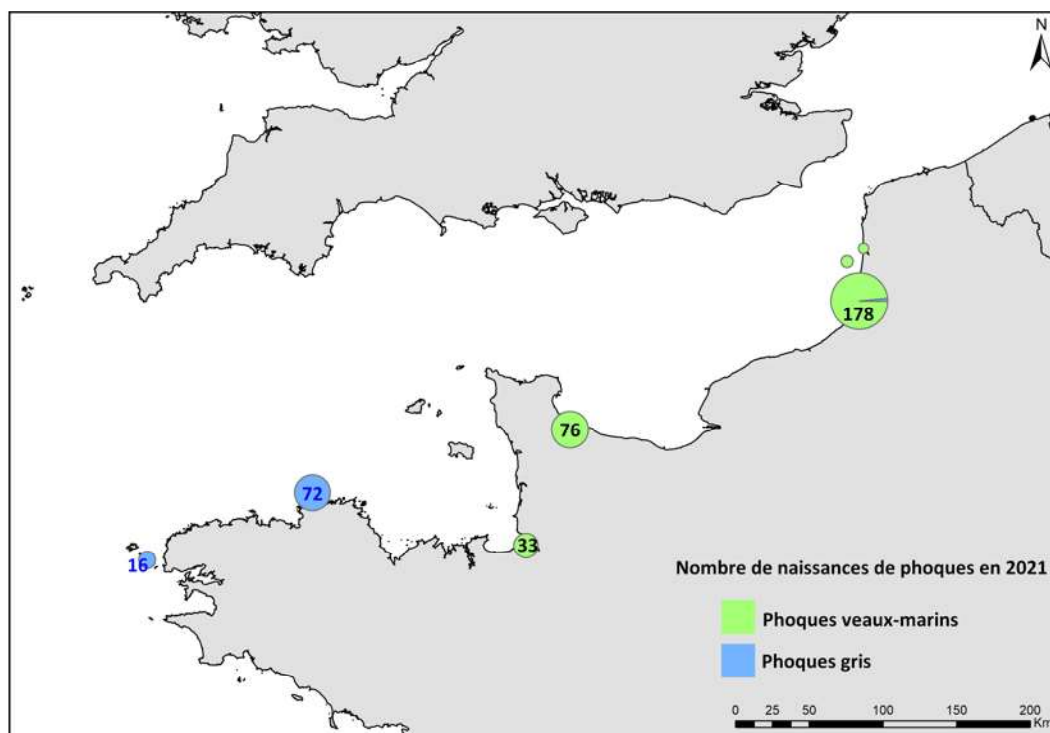 N
178
76
72
33
16
Nombre de naissances de phoques en 2021
Phoques veaux-marins
Phoques gris
0 25 50 100 150 200
Km